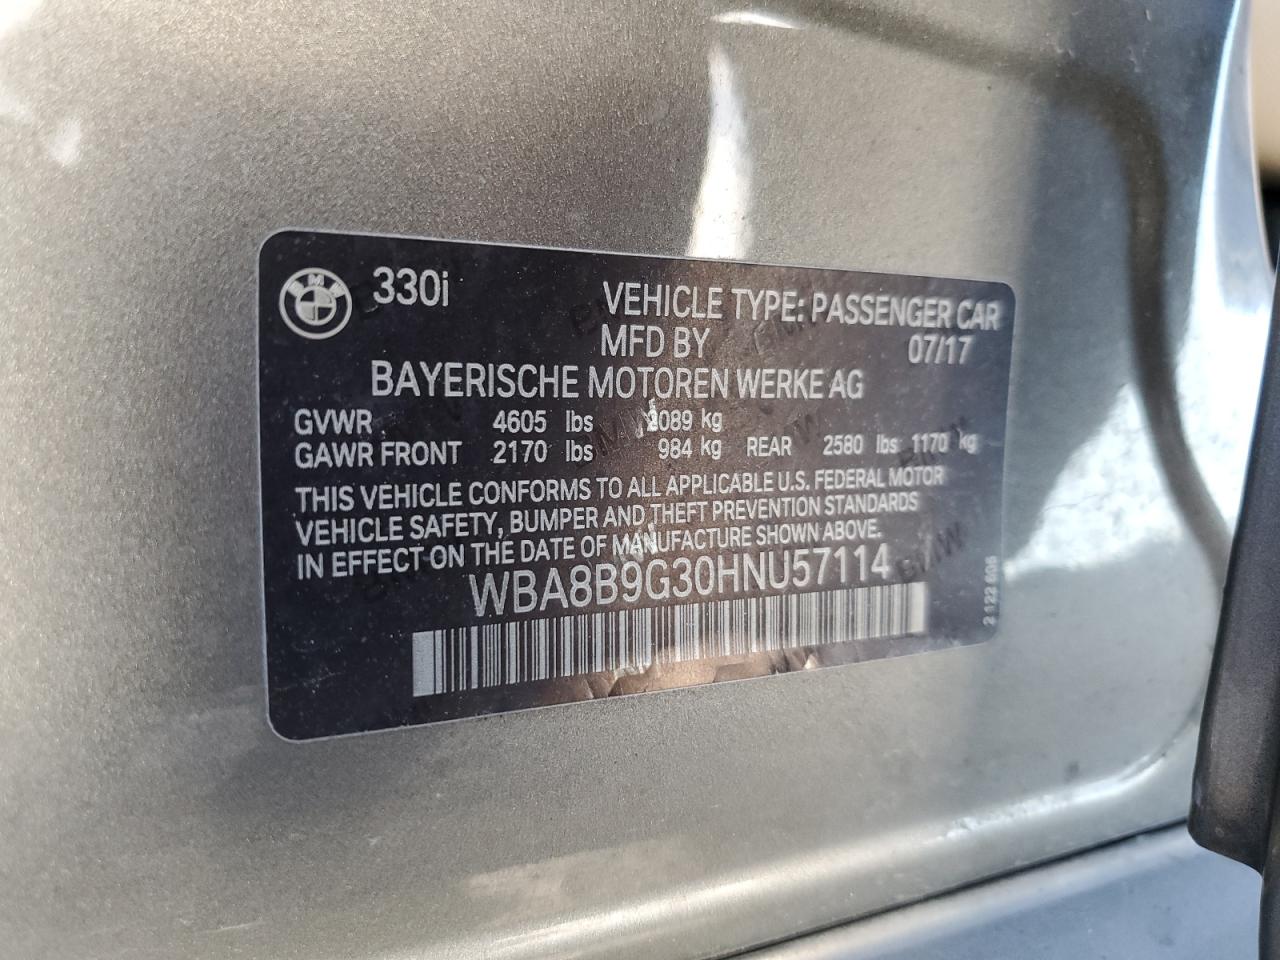 BMW 330i
VEHICLE TYPE: PASSENGER CAR
MFD BY 07/17
BAYERISCHE MOTOREN WERKE AG
GVWR 4605 lbs 2089 kg
GAWR FRONT 2170 lbs 984 kg REAR 2580 lbs 1170 kg
THIS VEHICLE CONFORMS TO ALL APPLICABLE U.S. FEDERAL MOTOR
VEHICLE SAFETY, BUMPER AND THEFT PREVENTION STANDARDS
IN EFFECT ON THE DATE OF MANUFACTURE SHOWN ABOVE.
WBA8B9G30HNU57114